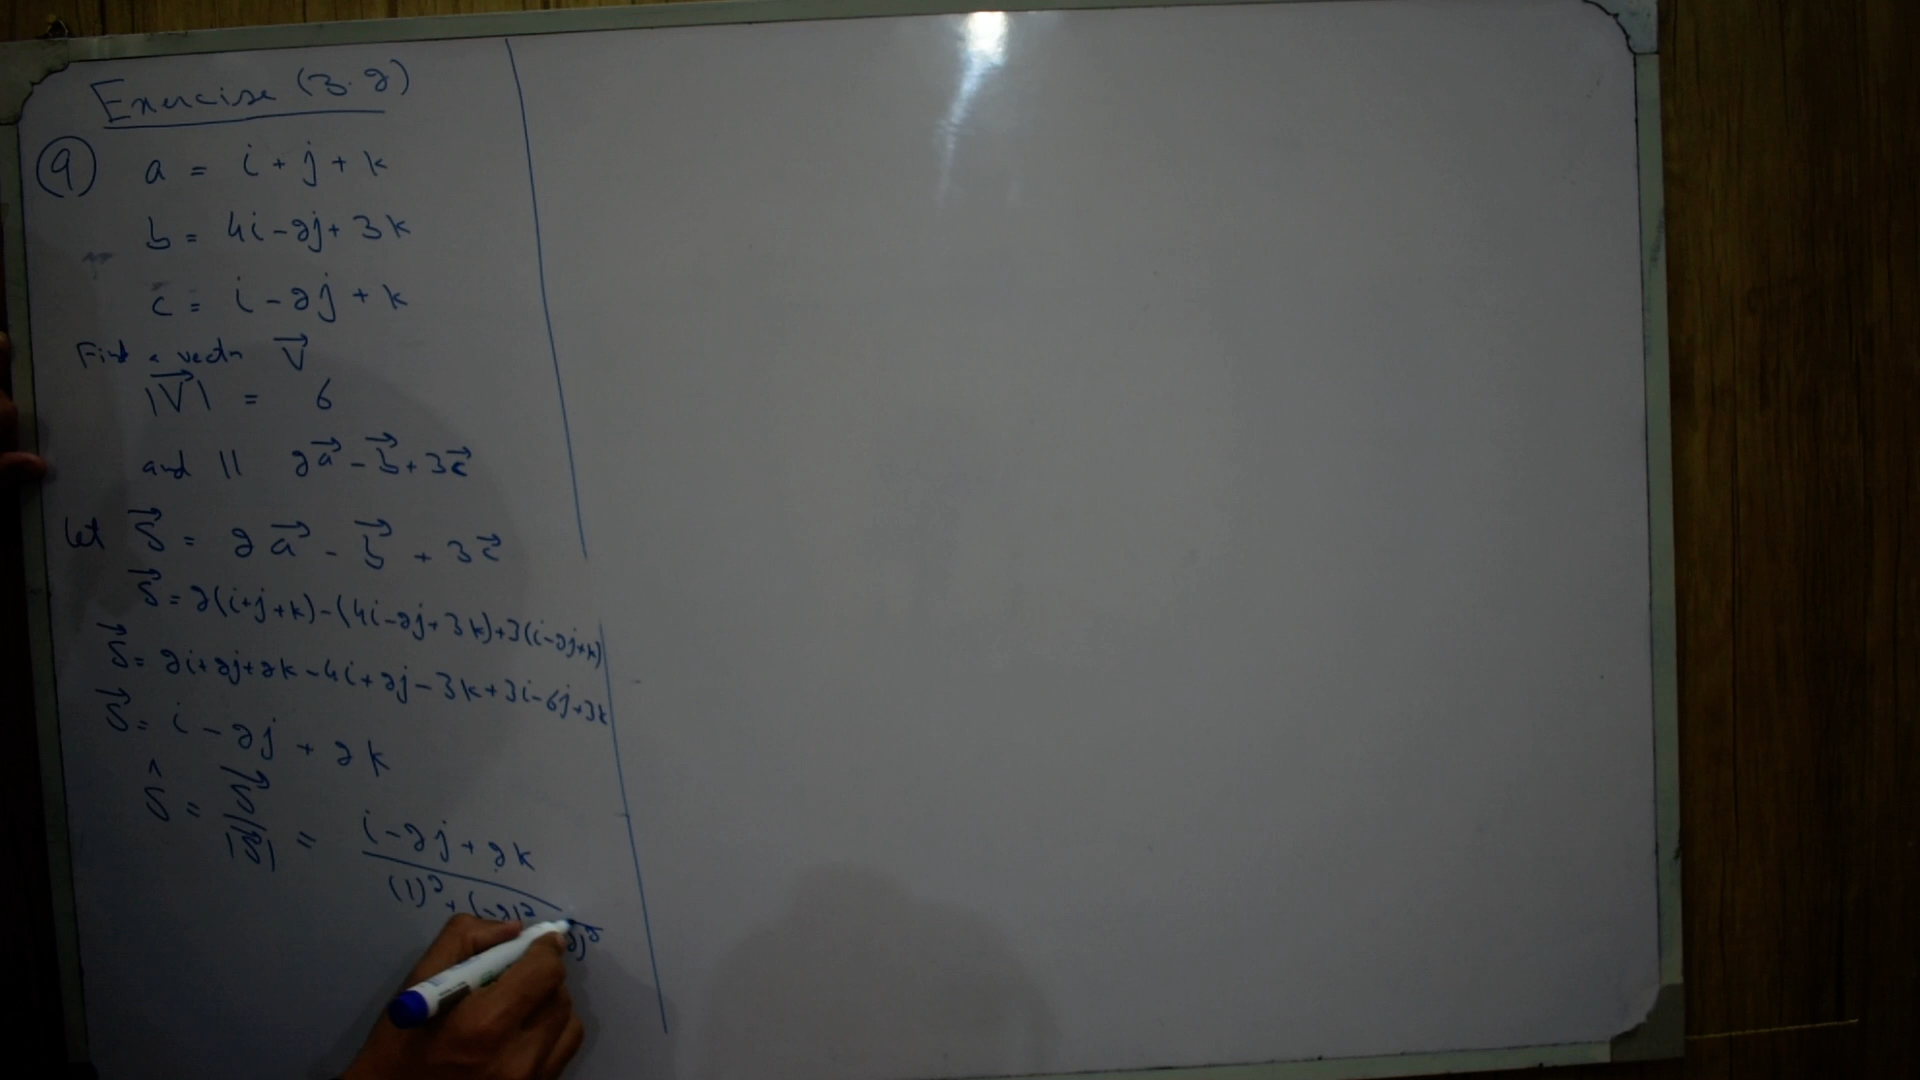 Exercise (3.2)
(9) a = i + j + k
b = 4i - 2j + 3k
c = i - 2j + k
Find a vector V⃗
|V⃗| = 6
and || 2a⃗ - b⃗ + 3c⃗
Let S⃗ = 2a⃗ - b⃗ + 3c⃗
S⃗ = 2(i+j+k) - (4i-2j+3k) + 3(i-2j+k)
S⃗ = 2i+2j+2k-4i+2j-3k+3i-6j+3k
S⃗ = i - 2j + 2k
Ŝ = S⃗/|S⃗| = (i - 2j + 2k)/((1)² + (-2)² 2)²